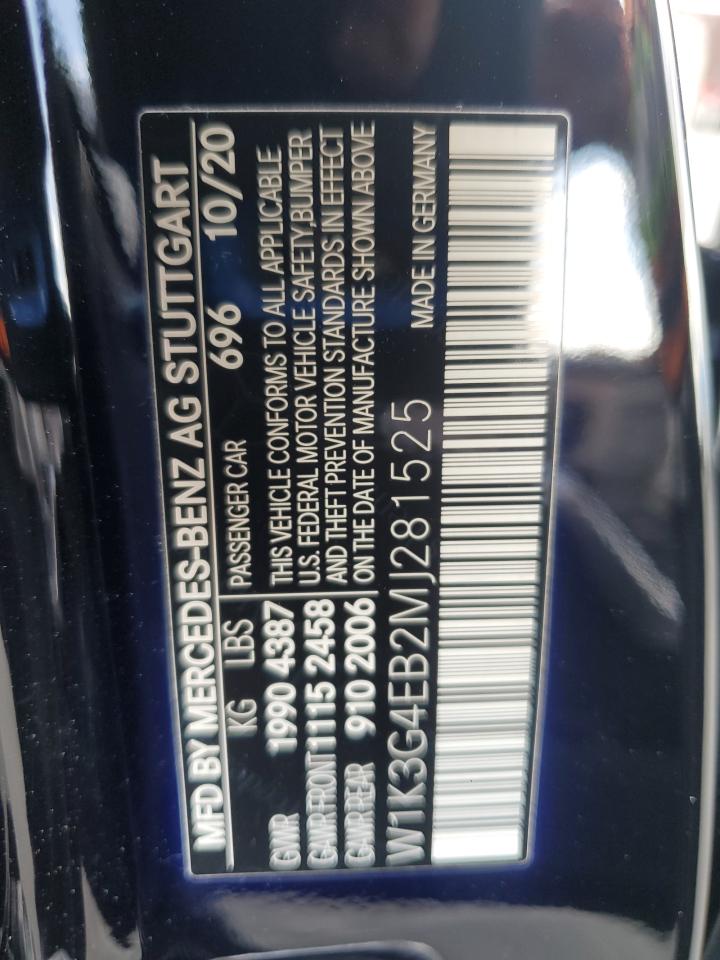 MFD BY MERCEDES-BENZ AG STUTTGART
KG LBS PASSENGER CAR 696 10/20
GWR 1990 4387
GAWR FRONT 1115 2458
GAWR REAR 910 2006
THIS VEHICLE CONFORMS TO ALL APPLICABLE
U.S. FEDERAL MOTOR VEHICLE SAFETY,BUMPER
AND THEFT PREVENTION STANDARDS IN EFFECT
ON THE DATE OF MANUFACTURE SHOWN ABOVE
W1K3G4EB2MJ281525 MADE IN GERMANY